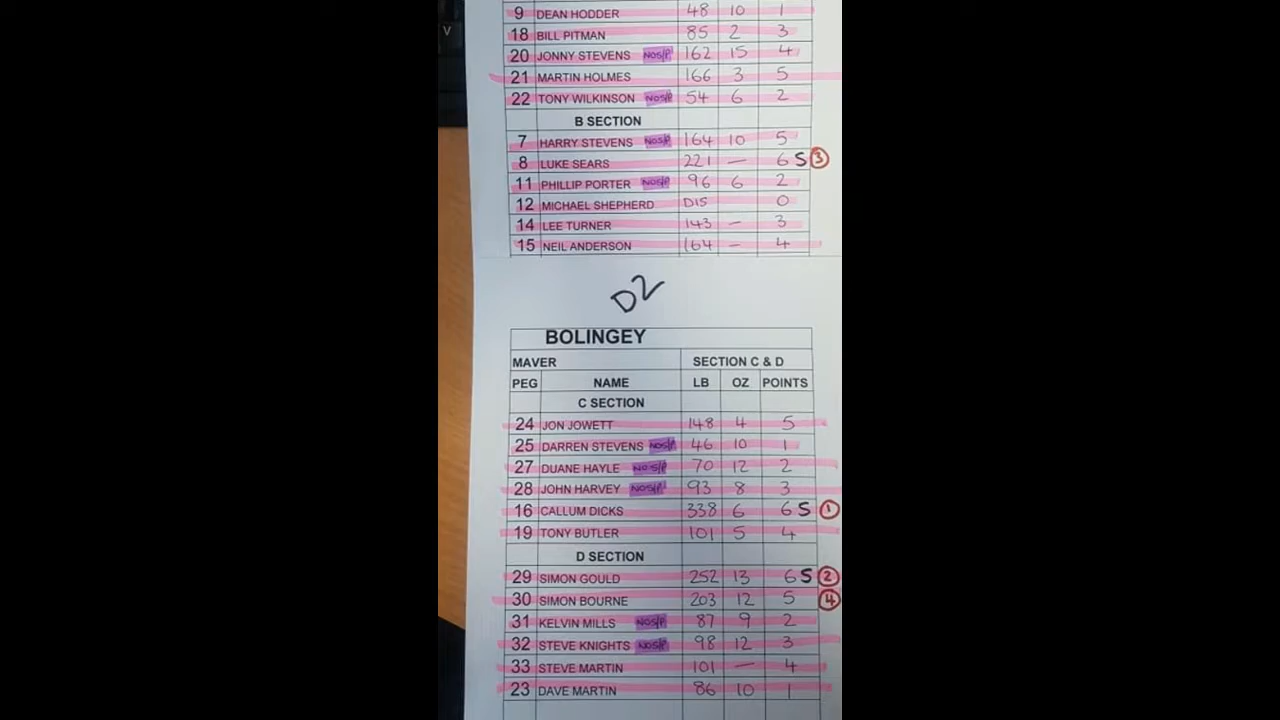 9 DEAN HODDER 48 10 1
18 BILL PITMAN 85 2 3
20 JONNY STEVENS NOS/P 162 15 4
21 MARTIN HOLMES 166 3 5
22 TONY WILKINSON NOS/P 54 6 2
B SECTION
7 HARRY STEVENS NOS/P 164 10 5
8 LUKE SEARS 221 — 6 S 3
11 PHILLIP PORTER NOS/P 96 6 2
12 MICHAEL SHEPHERD DIS 0
14 LEE TURNER 143 – 3
15 NEIL ANDERSON 164 – 4
D2
BOLINGEY
MAVER SECTION C & D
PEG NAME LB OZ POINTS
C SECTION
24 JON JOWETT 148 4 5
25 DARREN STEVENS NOS/P 46 10 1
27 DUANE HAYLE NO.S/P 70 12 2
28 JOHN HARVEY NOS/P 93 8 3
16 CALLUM DICKS 338 6 6 S 1
19 TONY BUTLER 101 5 4
D SECTION
29 SIMON GOULD 252 13 6 S 2
30 SIMON BOURNE 203 12 5 4
31 KELVIN MILLS NOS/P 87 9 2
32 STEVE KNIGHTS NOS/P 98 12 3
33 STEVE MARTIN 101 — 4
23 DAVE MARTIN 86 10 1